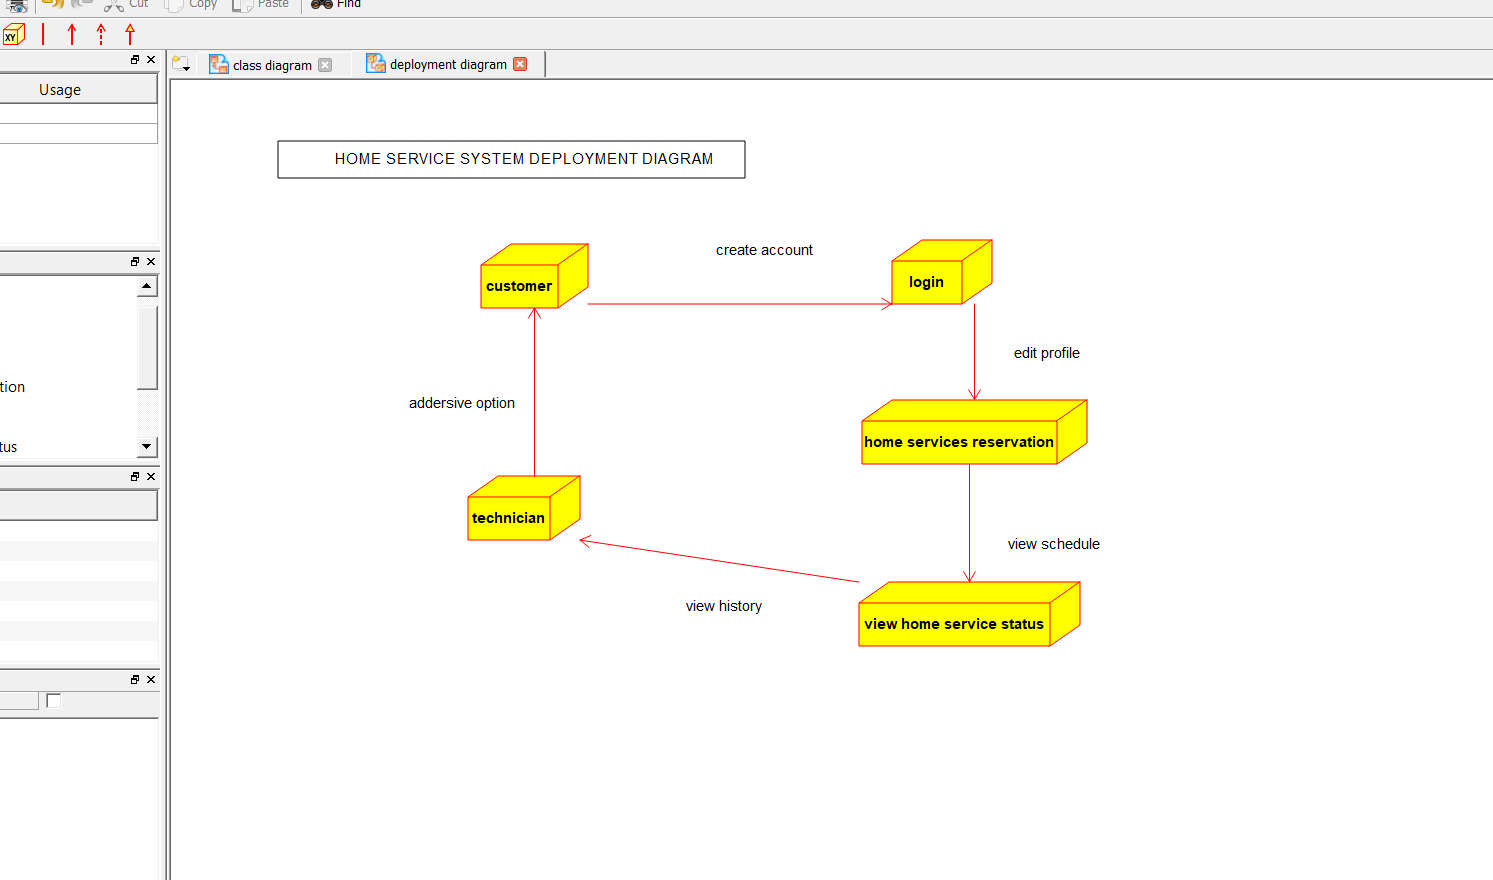 Cut Copy Paste Find
XY
class diagram deployment diagram
Usage
HOME SERVICE SYSTEM DEPLOYMENT DIAGRAM
create account
customer
login
edit profile
tion
addersive option
home services reservation
tus
technician
view schedule
view history
view home service status